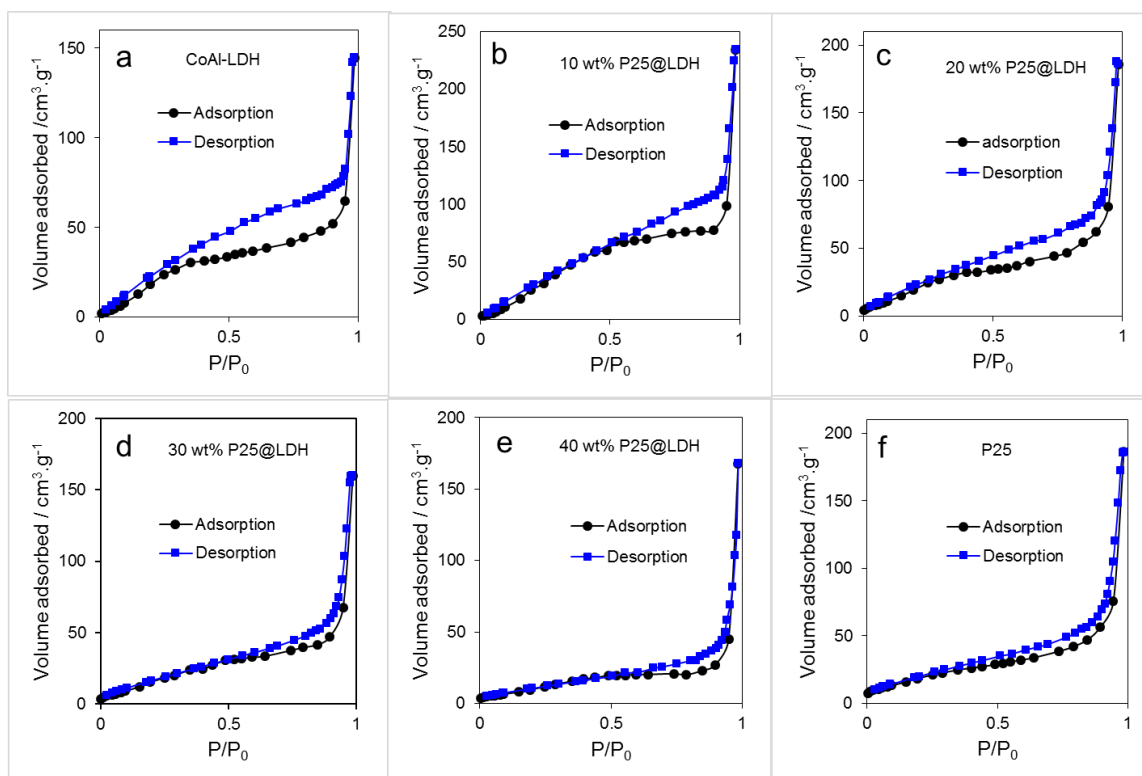 a
CoAl-LDH
Adsorption
Desorption
Volume adsorbed / cm³.g⁻¹
150
100
50
0
0
0.5
1
P/P₀
b
10 wt% P25@LDH
Adsorption
Desorption
Volume adsorbed / cm³.g⁻¹
250
200
150
100
50
0
0
0.5
1
P/P₀
c
20 wt% P25@LDH
adsorption
Desorption
Volume adsorbed / cm³.g⁻¹
200
150
100
50
0
0
0.5
1
P/P₀
d
30 wt% P25@LDH
Adsorption
Desorption
Volume adsorbed /cm³.g⁻¹
200
150
100
50
0
0
0.5
1
P/P₀
e
40 wt% P25@LDH
Adsorption
Desorption
Volume adsorbed / cm³.g⁻¹
200
150
100
50
0
0
0.5
1
P/P₀
f
P25
Adsorption
Desorption
Volume adsorbed / cm³.g⁻¹
200
150
100
50
0
0
0.5
1
P/P₀